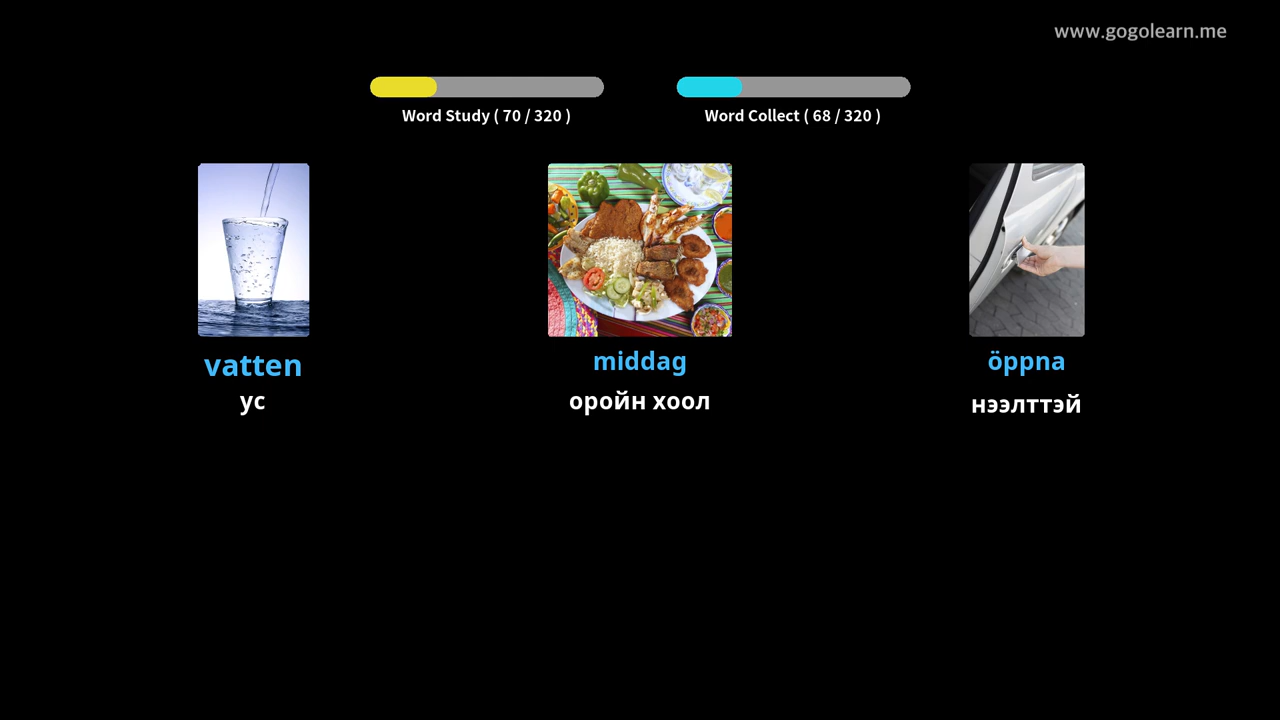 www.gogolearn.me
Word Study ( 70 / 320 )
Word Collect ( 68 / 320 )
vatten
ус
middag
оройн хоол
öppna
нээлттэй